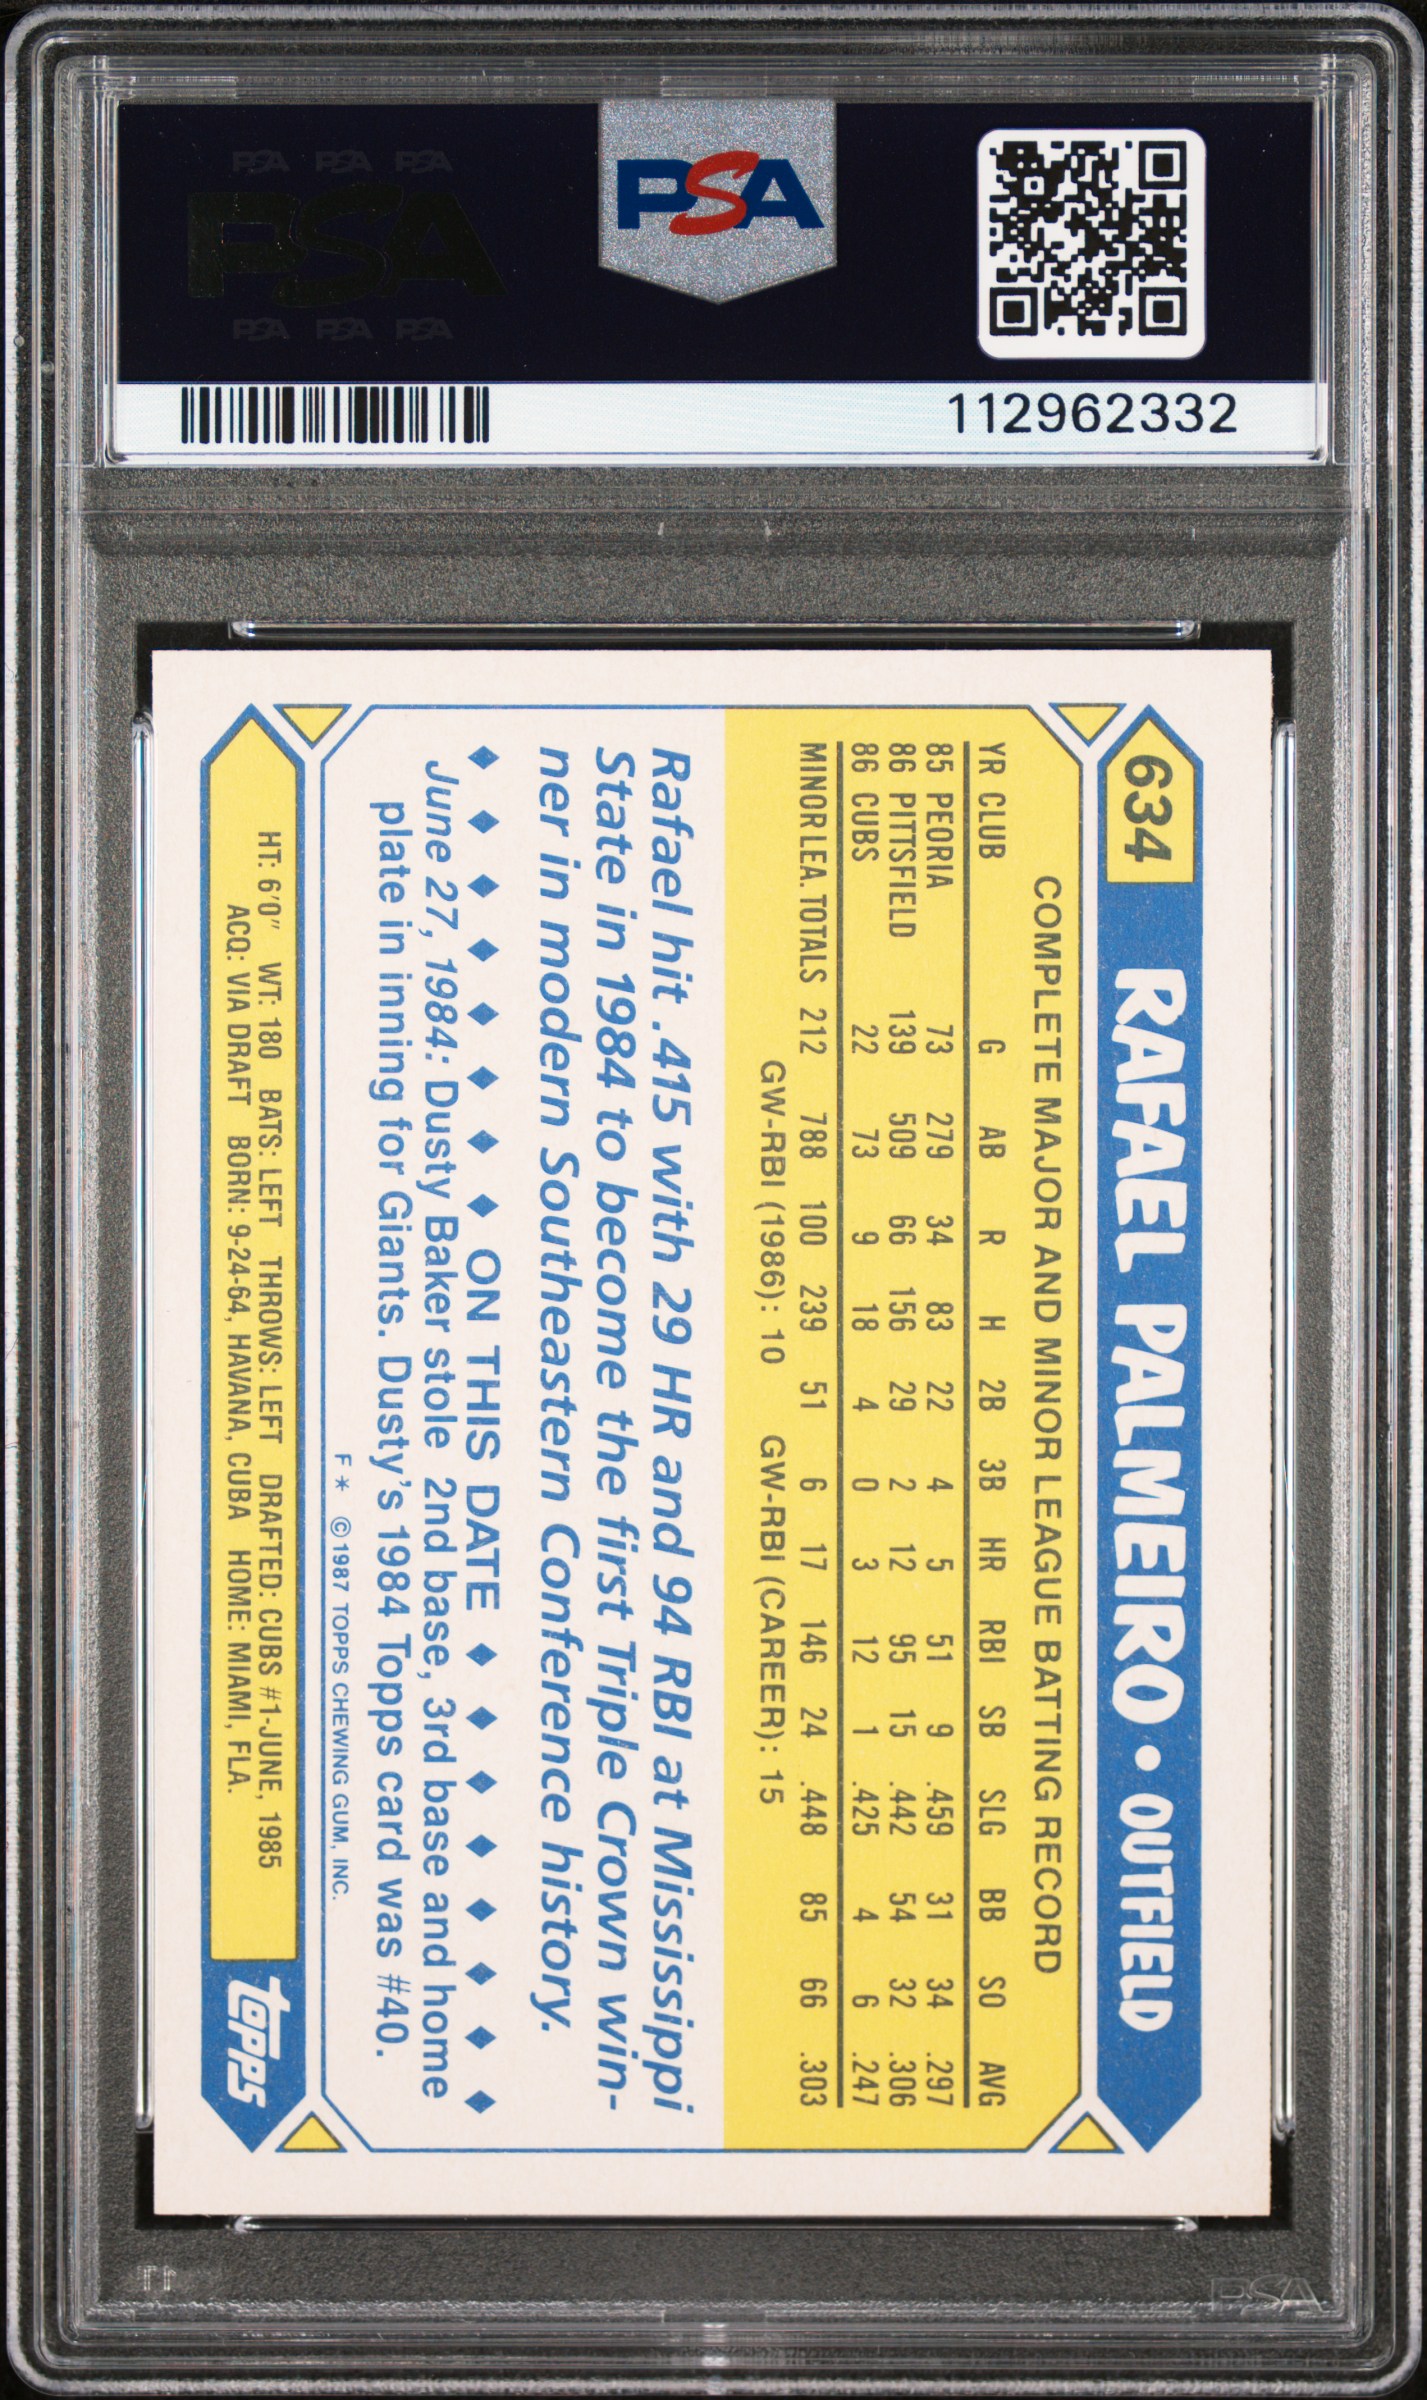 PSA PSA PSA
PSA
PSA PSA PSA
PSA
112962332
634 RAFAEL PALMEIRO • OUTFIELD
COMPLETE MAJOR AND MINOR LEAGUE BATTING RECORD
YR CLUB G AB R H 2B 3B HR RBI SB SLG BB SO AVG
85 PEORIA 73 279 34 83 22 4 5 51 9 .459 31 34 .297
86 PITTSFIELD 139 509 66 156 29 2 12 95 15 .442 54 32 .306
86 CUBS 22 73 9 18 4 0 3 12 1 .425 4 6 .247
MINOR LEA. TOTALS 212 788 100 239 51 6 17 146 24 .448 85 66 .303
GW-RBI (1986): 10 GW-RBI (CAREER): 15
Rafael hit .415 with 29 HR and 94 RBI at Mississippi
State in 1984 to become the first Triple Crown win-
ner in modern Southeastern Conference history.
◆ ◆ ◆ ◆ ◆ ◆ ◆ ◆ ON THIS DATE ◆ ◆ ◆ ◆ ◆ ◆ ◆ ◆
June 27, 1984: Dusty Baker stole 2nd base, 3rd base and home
plate in inning for Giants. Dusty's 1984 Topps card was #40.
F* © 1987 TOPPS CHEWING GUM, INC.
HT: 6'0" WT: 180 BATS: LEFT THROWS: LEFT DRAFTED: CUBS #1-JUNE, 1985
ACQ: VIA DRAFT BORN: 9-24-64, HAVANA, CUBA HOME: MIAMI, FLA.
topps
PSA